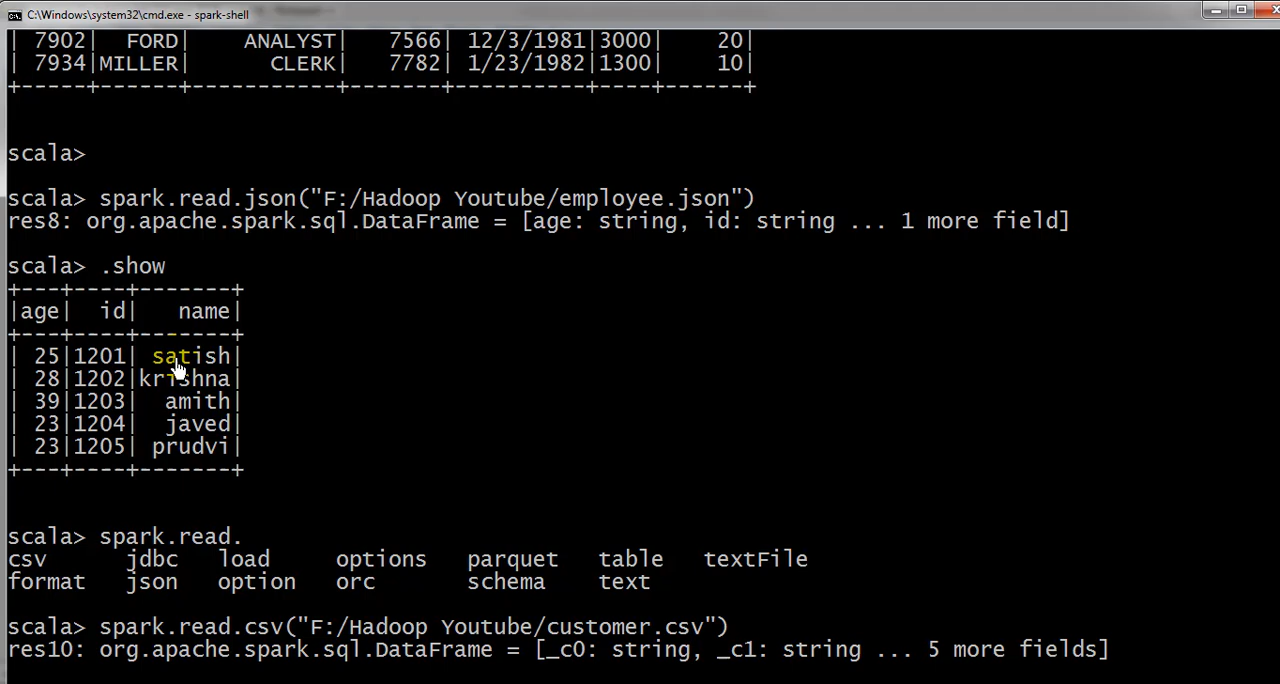 C:\Windows\system32\cmd.exe - spark-shell
| 7902|  FORD|    ANALYST|   7566| 12/3/1981|3000|    20|
| 7934|MILLER|      CLERK|   7782| 1/23/1982|1300|    10|
+-----+------+-----------+-------+----------+----+------+
scala>
scala> spark.read.json("F:/Hadoop Youtube/employee.json")
res8: org.apache.spark.sql.DataFrame = [age: string, id: string ... 1 more field]
scala> .show
+---+----+-------+
|age|  id|   name|
+---+----+-------+
| 25|1201| satish|
| 28|1202|krishna|
| 39|1203|  amith|
| 23|1204|  javed|
| 23|1205| prudvi|
+---+----+-------+
scala> spark.read.
csv      jdbc   load     options   parquet   table   textFile
format   json   option   orc       schema    text
scala> spark.read.csv("F:/Hadoop Youtube/customer.csv")
res10: org.apache.spark.sql.DataFrame = [_c0: string, _c1: string ... 5 more fields]